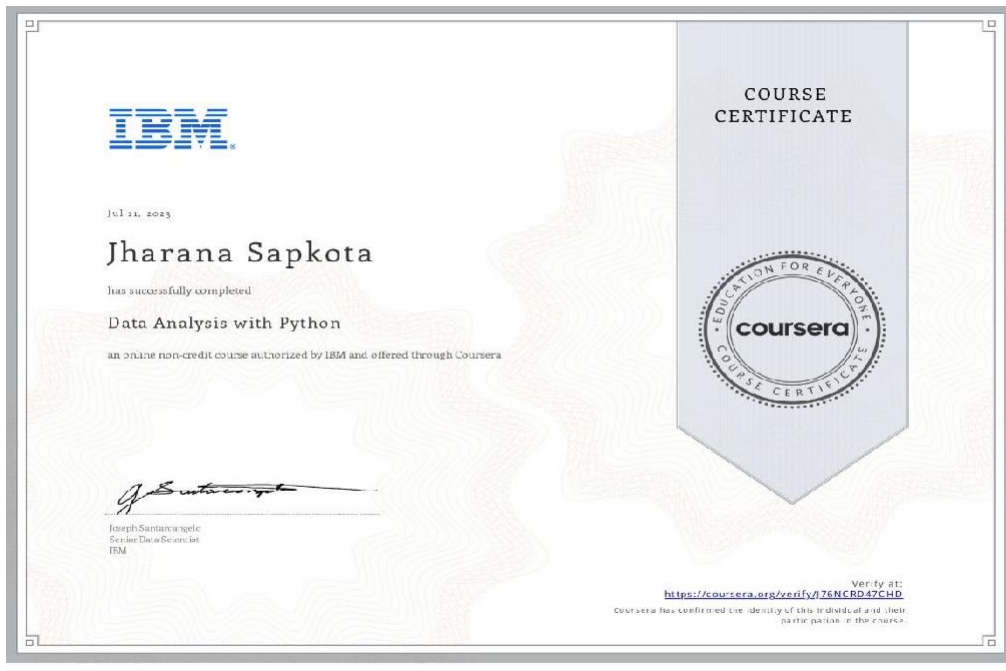 IBM®
COURSE
CERTIFICATE
Jul 11, 2023
Jharana Sapkota
has successfully completed
Data Analysis with Python
an online non-credit course authorized by IBM and offered through Coursera
EDUCATION FOR EVERYONE
coursera
COURSE CERTIFICATE
Joseph Santarcangelo
Senior Data Scientist
IBM
Verify at:
https://coursera.org/verify/J76NCRD47CHD
Coursera has confirmed the identity of this individual and their
participation in the course.